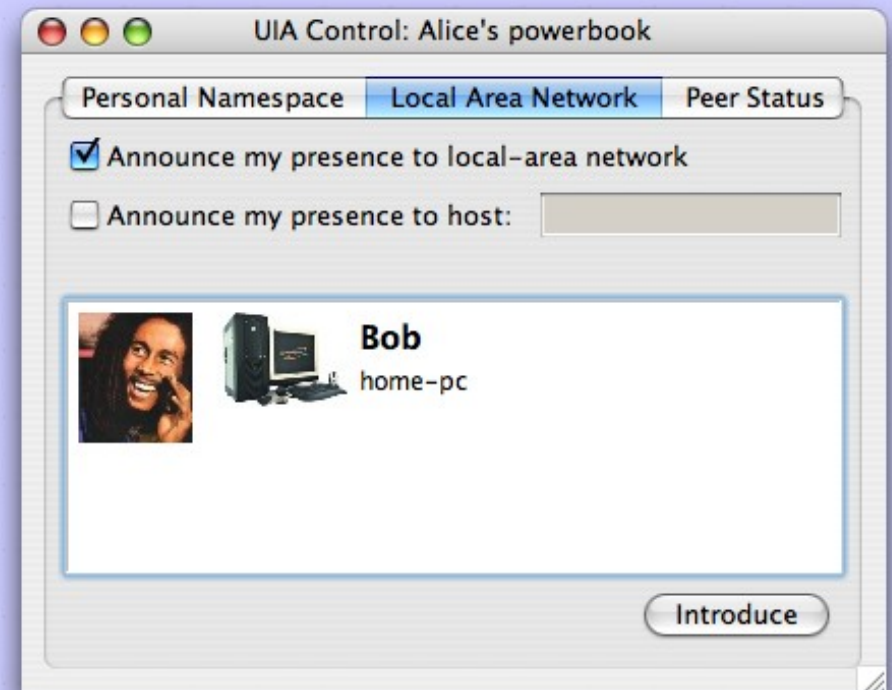 UIA Control: Alice's powerbook
Personal Namespace Local Area Network Peer Status
Announce my presence to local-area network
Announce my presence to host:
Bob
home-pc
Introduce